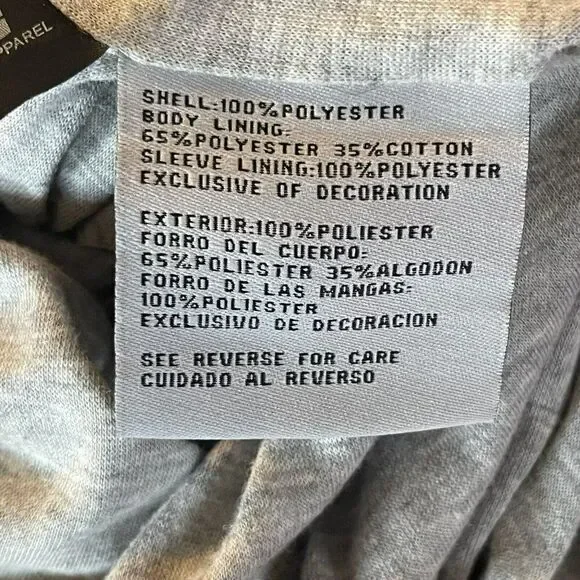 APPAREL
SHELL:100%POLYESTER
BODY LINING:
65%POLYESTER 35%COTTON
SLEEVE LINING:100%POLYESTER
EXCLUSIVE OF DECORATION
EXTERIOR:100%POLIESTER
FORRO DEL CUERPO:
65%POLIESTER 35%ALGODON
FORRO DE LAS MANGAS:
100%POLIESTER
EXCLUSIVO DE DECORACION
SEE REVERSE FOR CARE
CUIDADO AL REVERSO